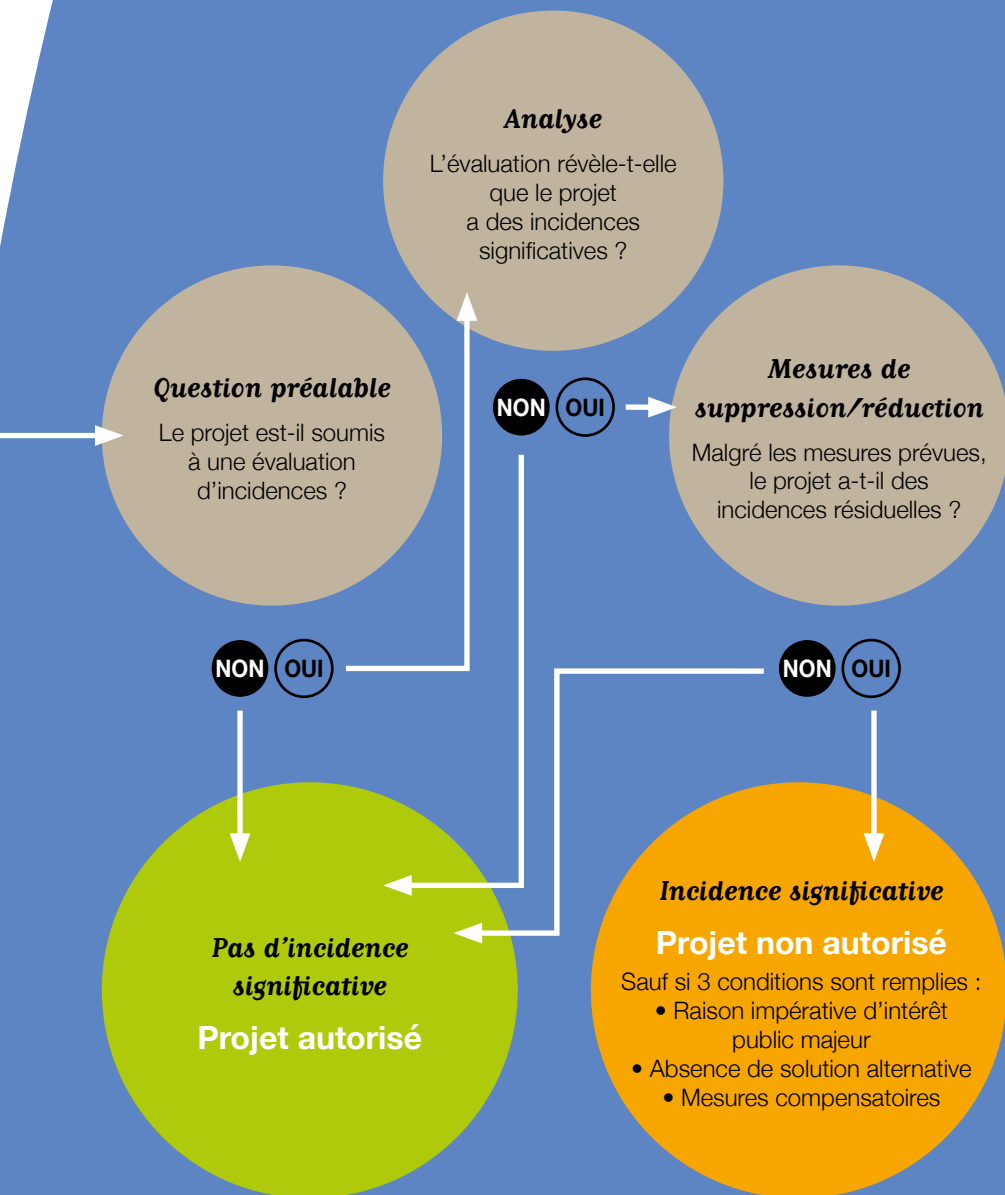 Analyse
L'évaluation révèle-t-elle
que le projet
a des incidences
significatives ?
Question préalable
Le projet est-il soumis
à une évaluation
d'incidences ?
NON OUI
Mesures de
suppression/réduction
Malgré les mesures prévues,
le projet a-t-il des
incidences résiduelles ?
NON OUI
NON OUI
Pas d'incidence
significative
Projet autorisé
Incidence significative
Projet non autorisé
Sauf si 3 conditions sont remplies :
• Raison impérative d'intérêt
public majeur
• Absence de solution alternative
• Mesures compensatoires